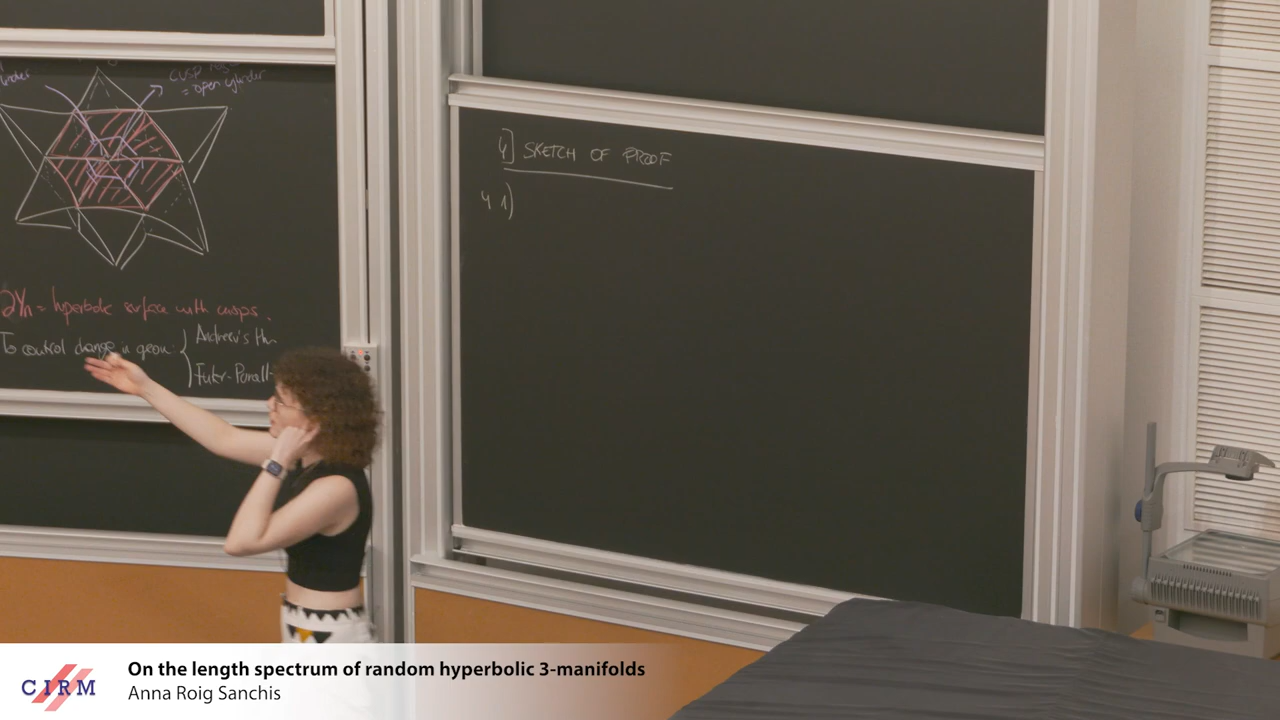 CUSP
= open cylinder
∂Yn = hyperbolic surface with cusps.
To control change in geom.
Andreev's thm
Futer-Purcell
4] SKETCH OF PROOF
4.1)
CIRM
On the length spectrum of random hyperbolic 3-manifolds
Anna Roig Sanchis